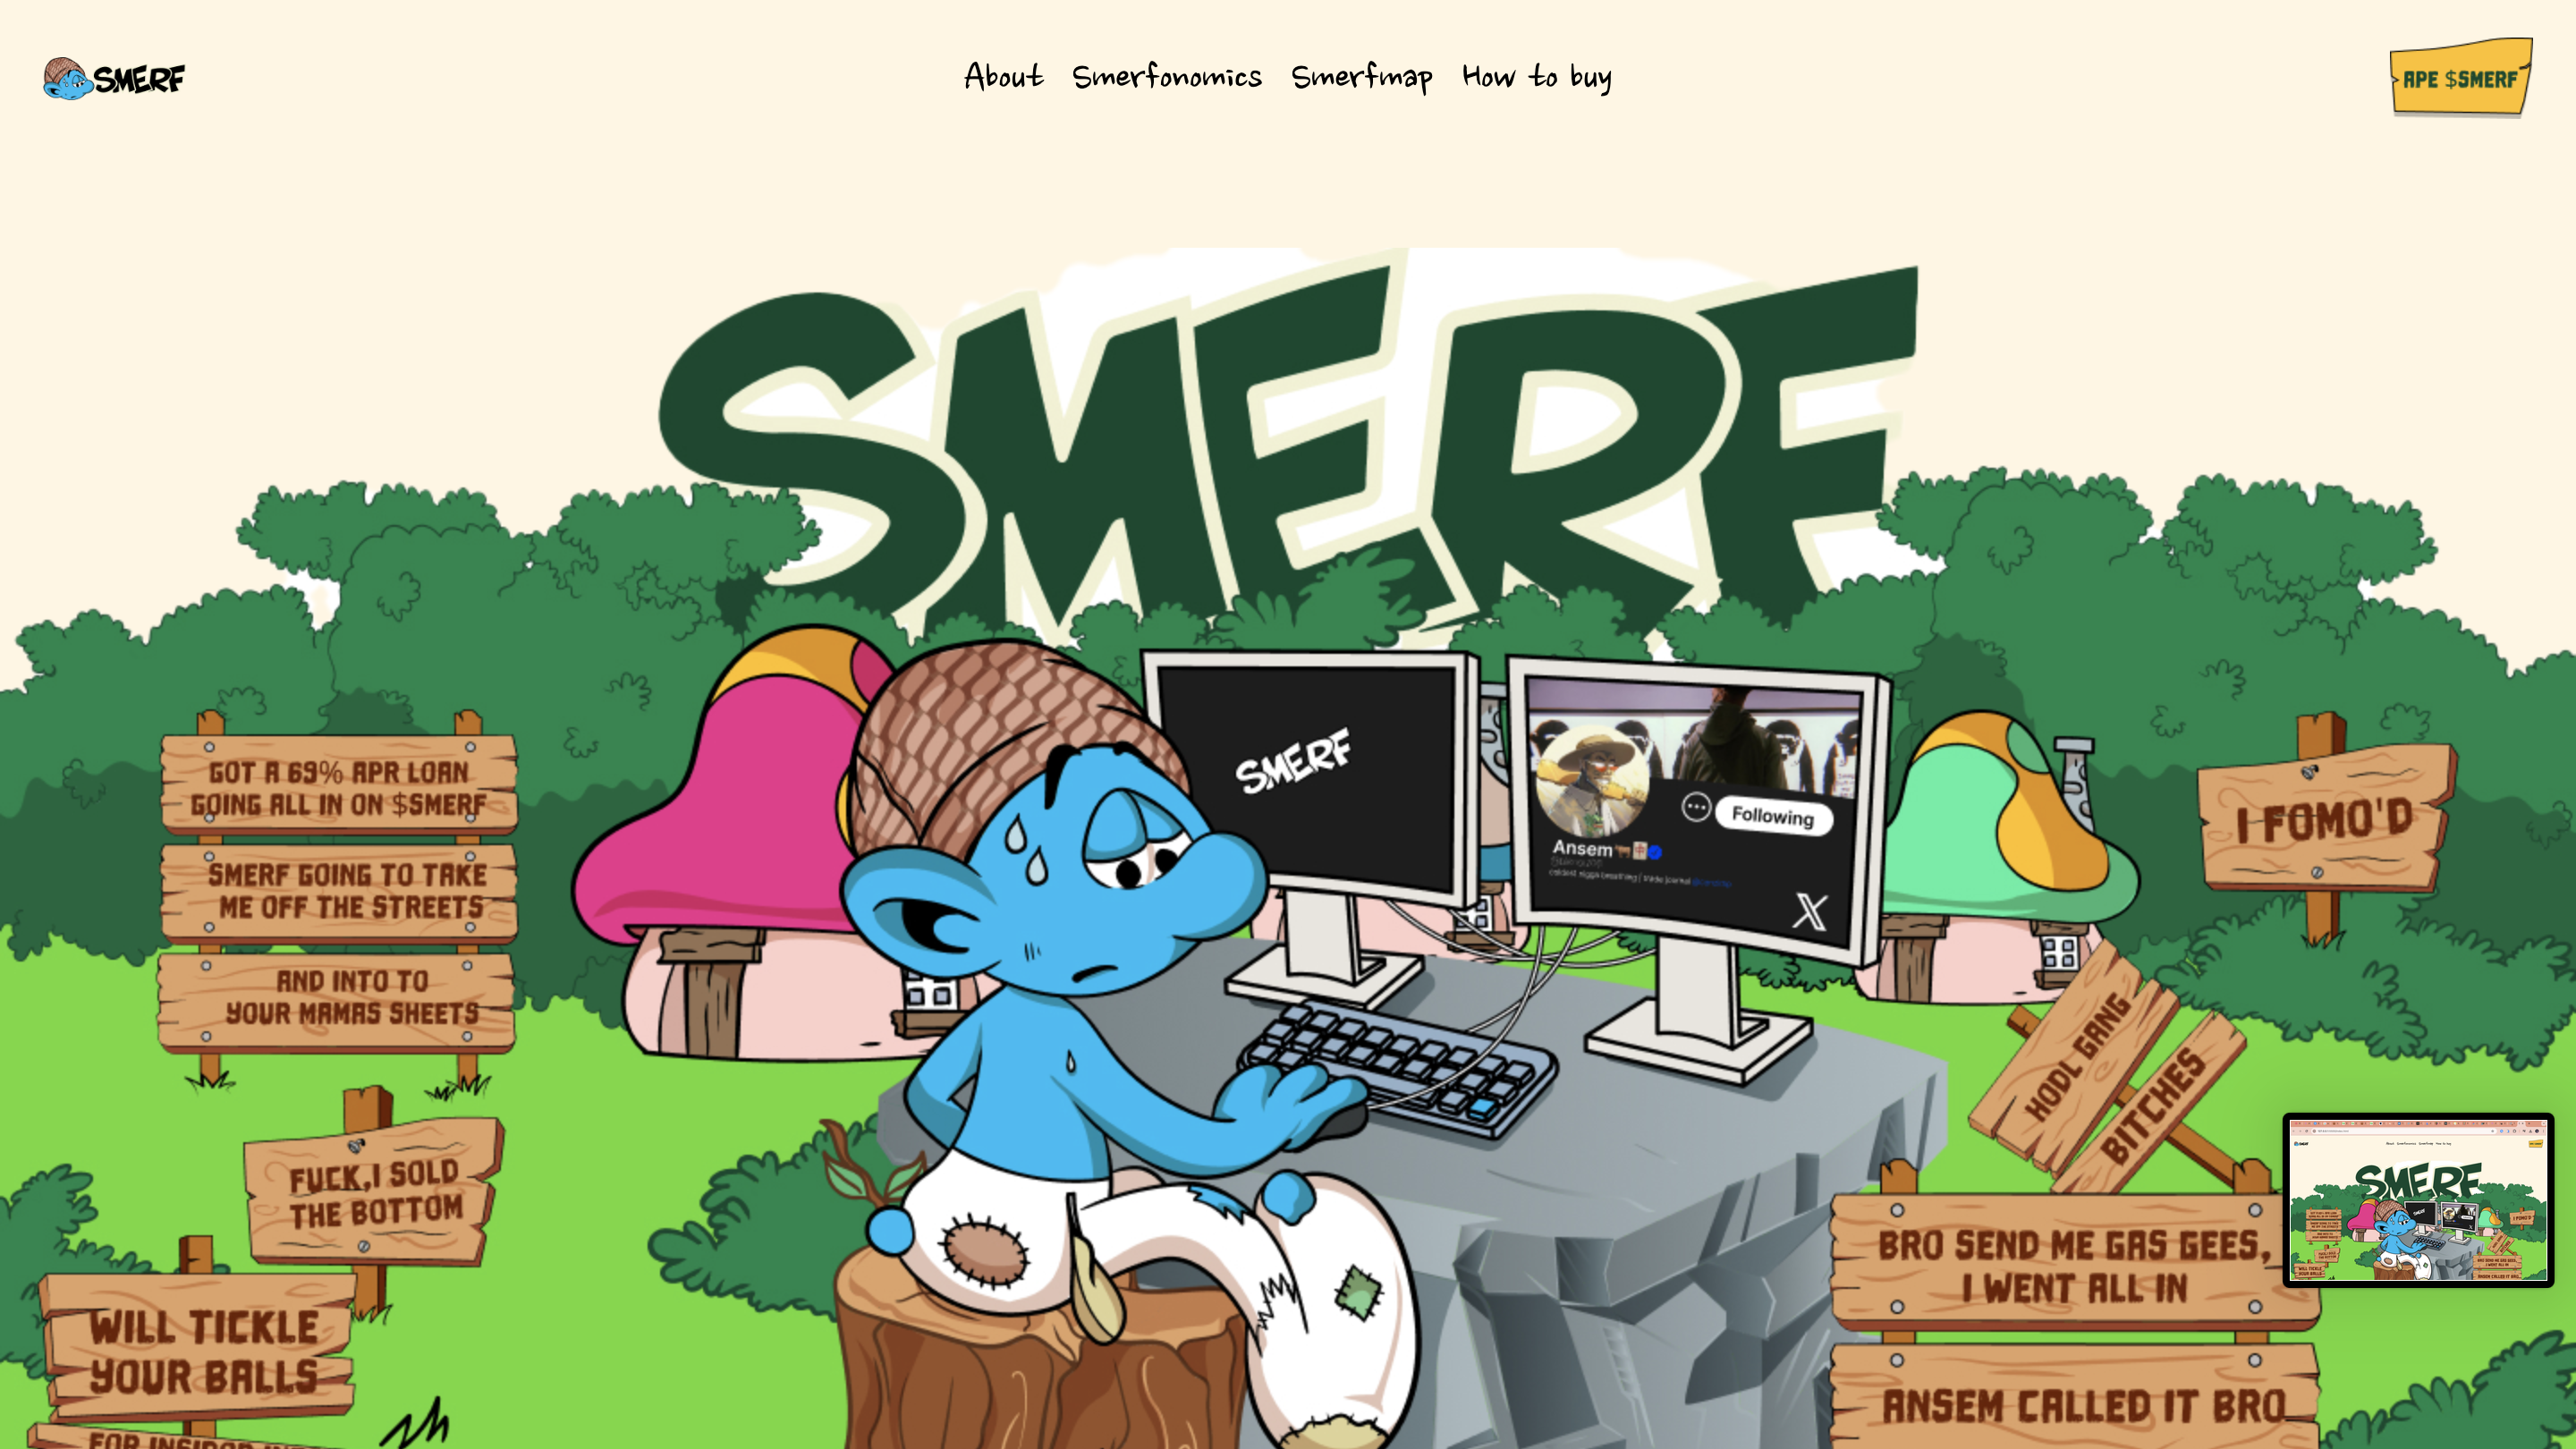 SMERF
About Smerfonomics Smerfmap How to buy
APE $SMERF
SMERF
GOT A 69% APR LOAN
GOING ALL IN ON $SMERF
SMERF GOING TO TAKE
ME OFF THE STREETS
AND INTO TO
YOUR MAMAS SHEETS
FUCK,I SOLD
THE BOTTOM
WILL TICKLE
YOUR BALLS
SMERF
Following
Ansem
X
I FOMO'D
HODL GANG
BITCHES
BRO SEND ME GAS GEES,
I WENT ALL IN
ANSEM CALLED IT BRO